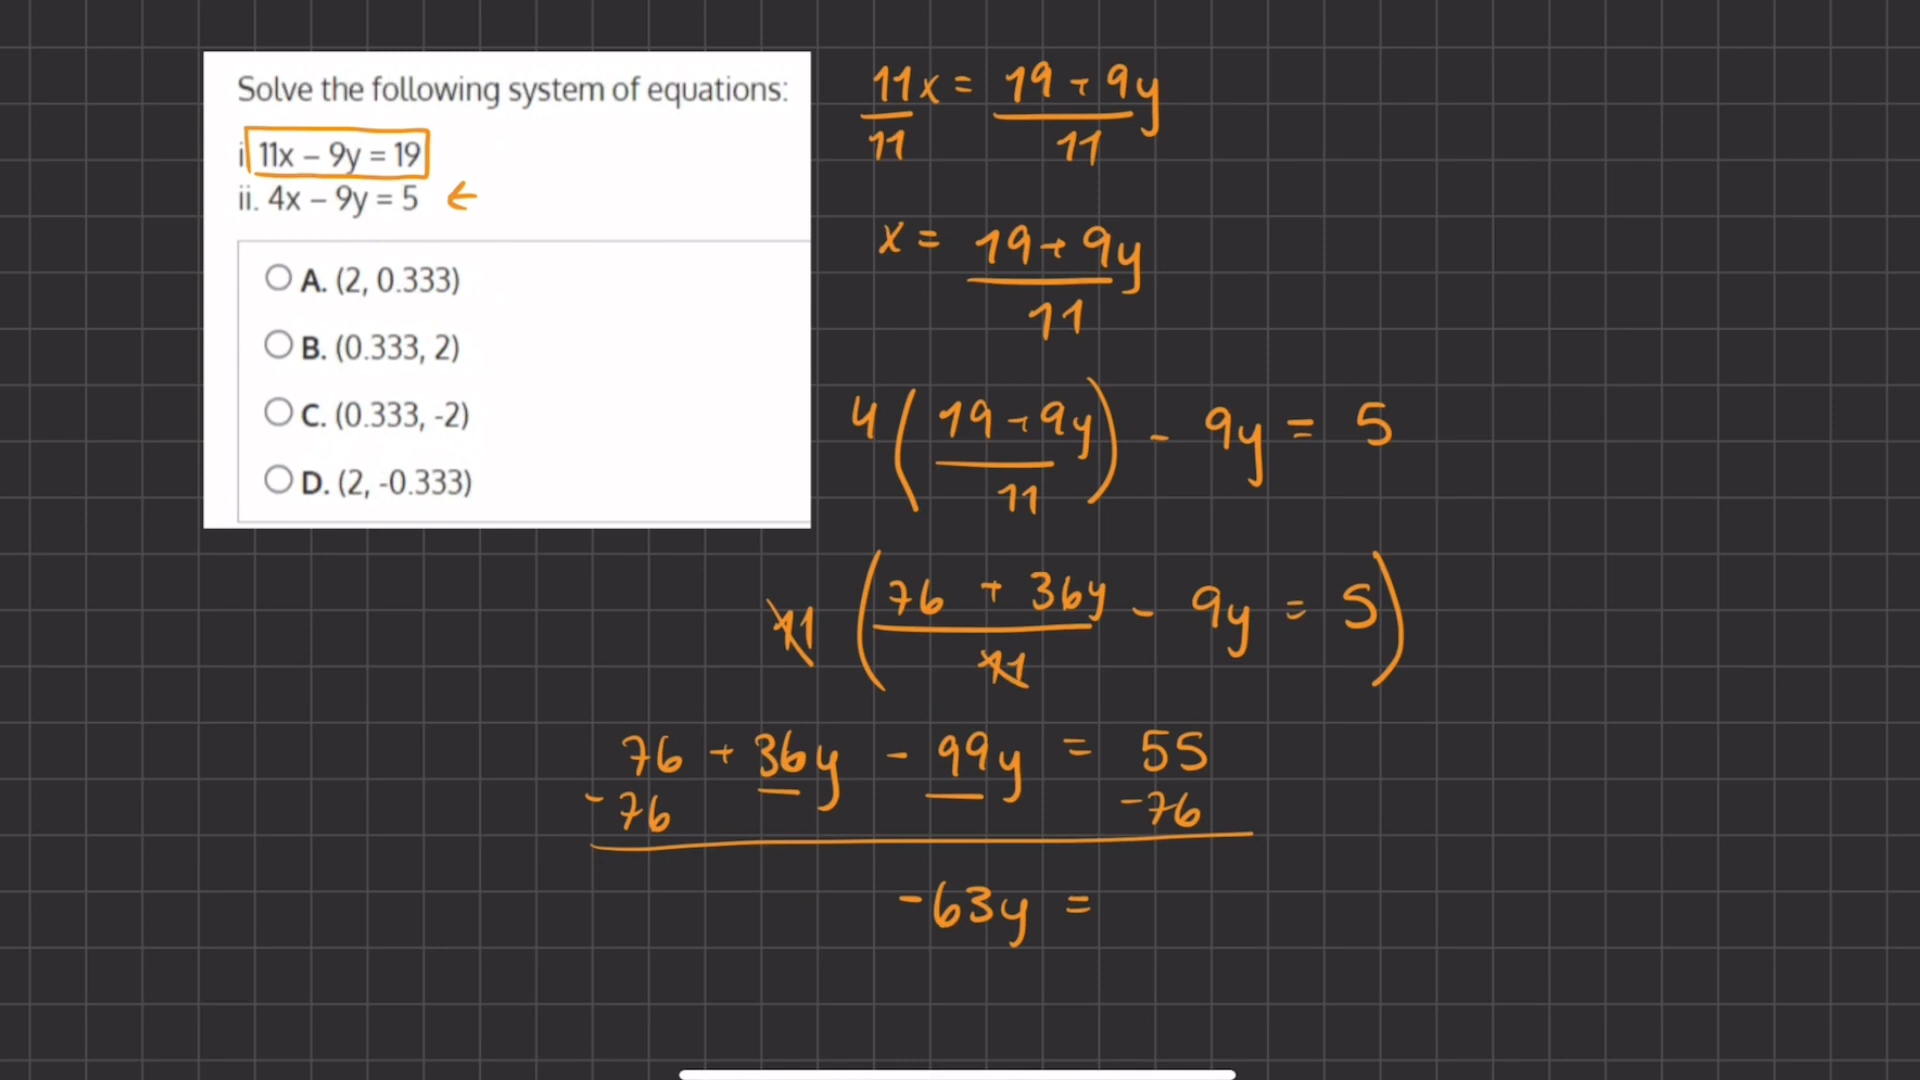 Solve the following system of equations:
i 11x – 9y = 19
ii. 4x – 9y = 5 ←
A. (2, 0.333)
B. (0.333, 2)
C. (0.333, -2)
D. (2, -0.333)
11x = 19 + 9y
11 11
x = 19 + 9y
11
4 ( 19 + 9y ) - 9y = 5
11
11 ( 76 + 36y - 9y = 5 )
11
76 + 36y - 99y = 55
-76 -76
-63y =